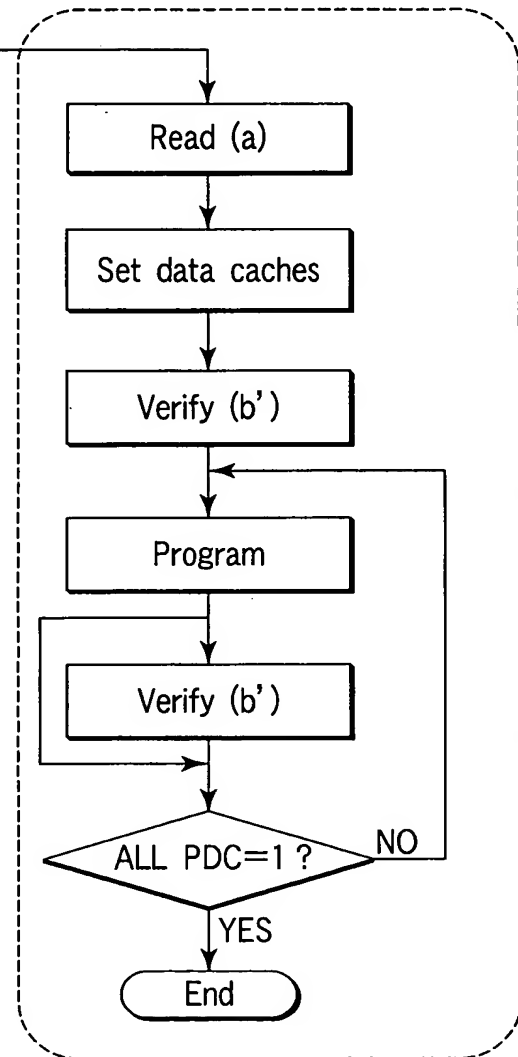 Read (a)
Set data caches
Verify (b’)
Program
Verify (b’)
ALL PDC=1 ?
NO
YES
End